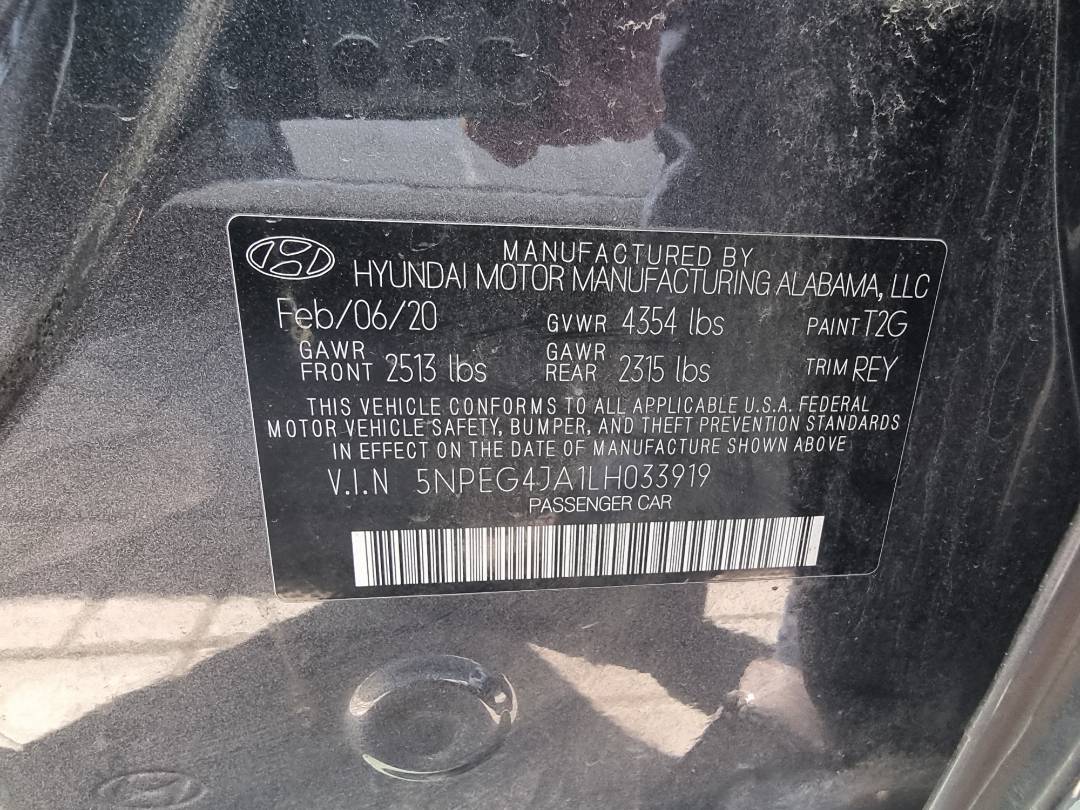 MANUFACTURED BY
HYUNDAI MOTOR MANUFACTURING ALABAMA, LLC
Feb/06/20 GVWR 4354 lbs PAINT T2G
GAWR FRONT 2513 lbs GAWR REAR 2315 lbs TRIM REY
THIS VEHICLE CONFORMS TO ALL APPLICABLE U.S.A. FEDERAL
MOTOR VEHICLE SAFETY, BUMPER, AND THEFT PREVENTION STANDARDS
IN EFFECT ON THE DATE OF MANUFACTURE SHOWN ABOVE
V.I.N 5NPEG4JA1LH033919
PASSENGER CAR